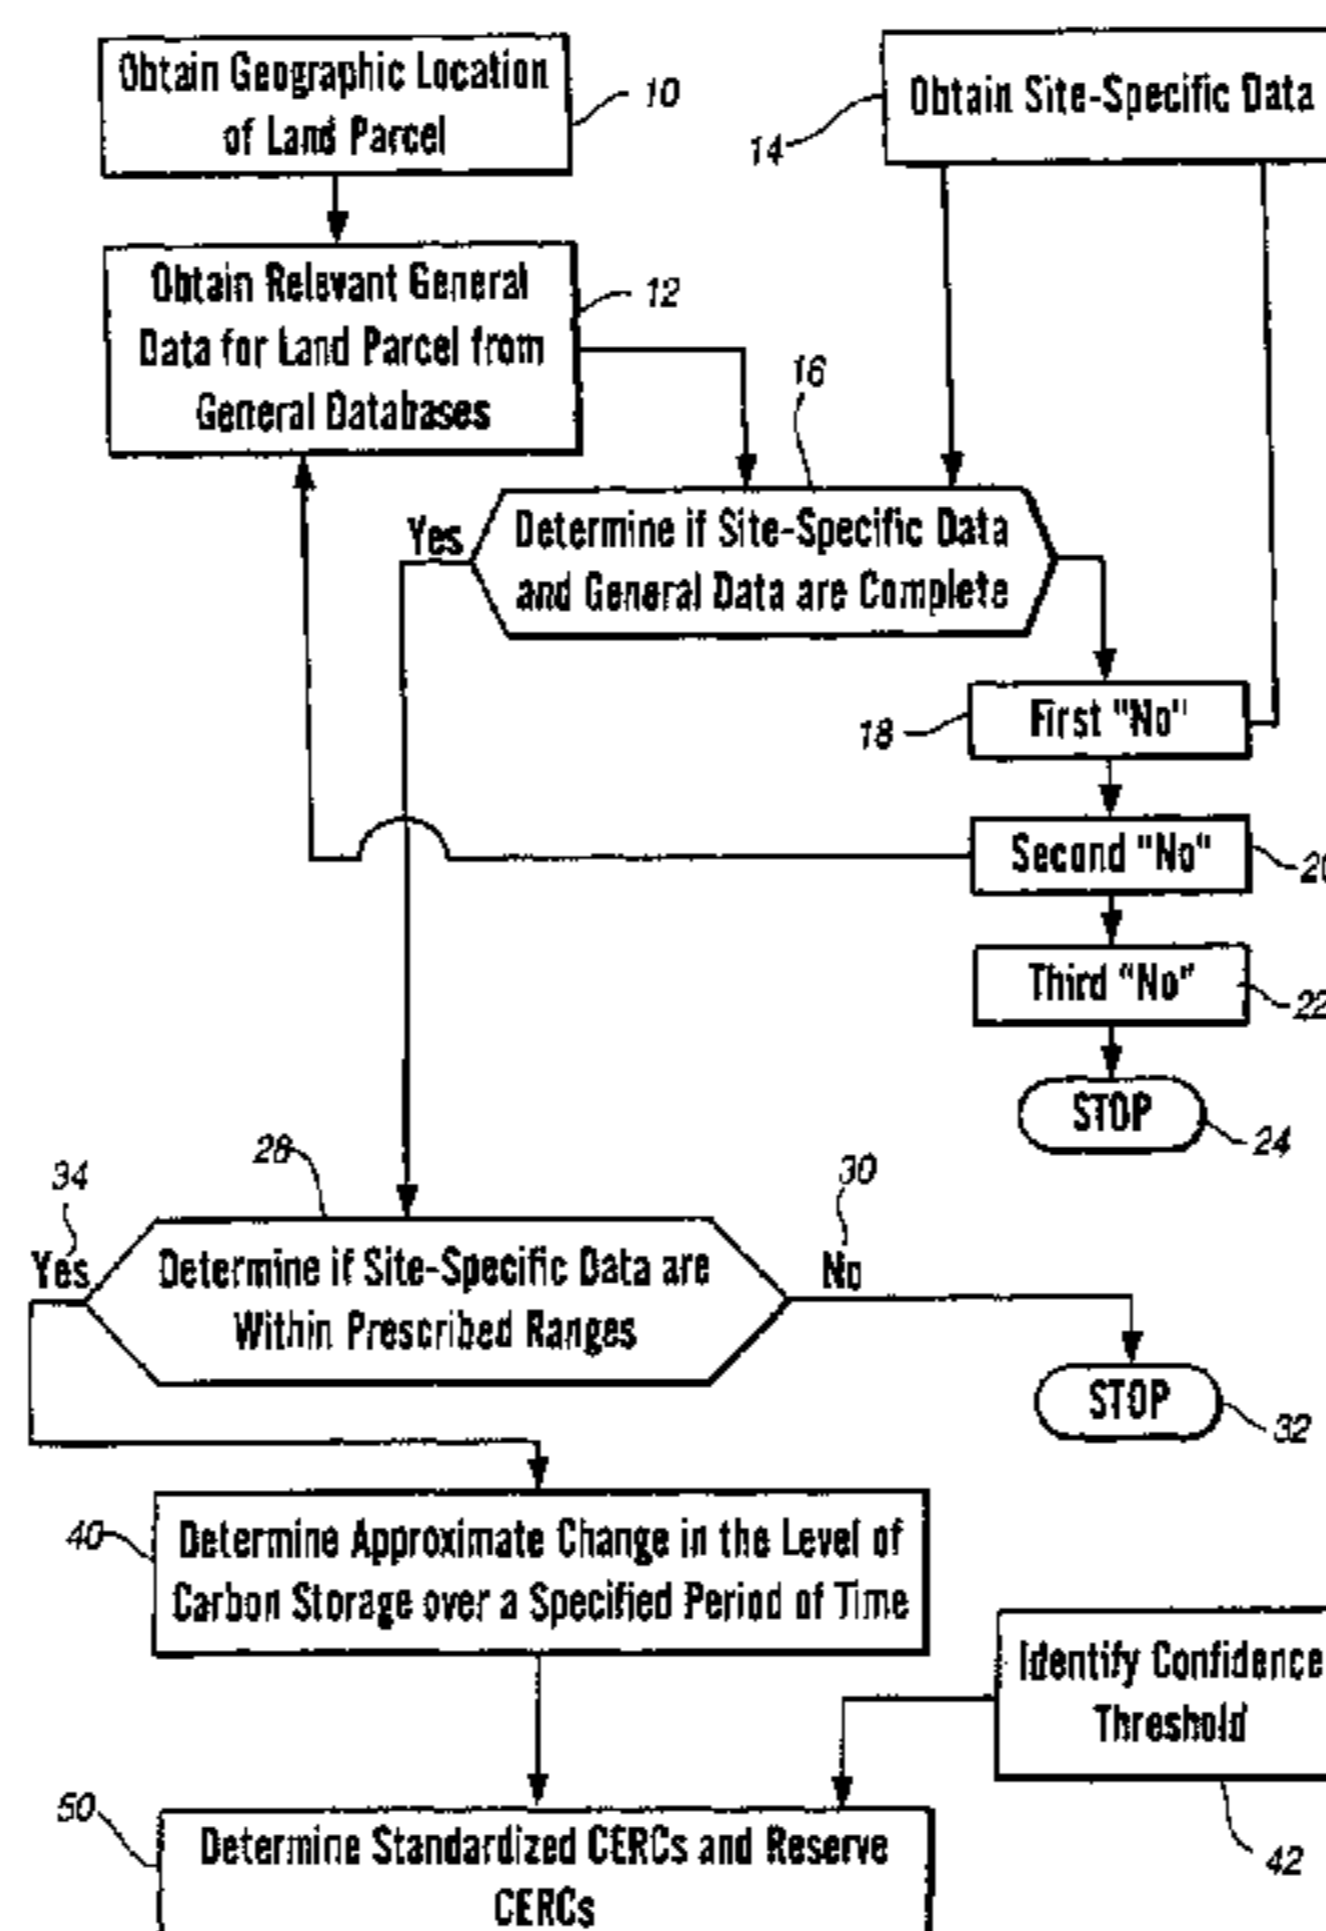 Obtain Geographic Location
of Land Parcel
10
Obtain Site-Specific Data
14
Obtain Relevant General
Data for Land Parcel from
General Databases
12
16
Yes
Determine if Site-Specific Data
and General Data are Complete
First "No"
18
Second "No"
20
Third "No"
22
STOP
24
28
34
30
Yes
Determine if Site-Specific Data are
Within Prescribed Ranges
No
STOP
32
40
Determine Approximate Change in the Level of
Carbon Storage over a Specified Period of Time
Identify Confidence
Threshold
42
50
Determine Standardized CERCs and Reserve
CERCs